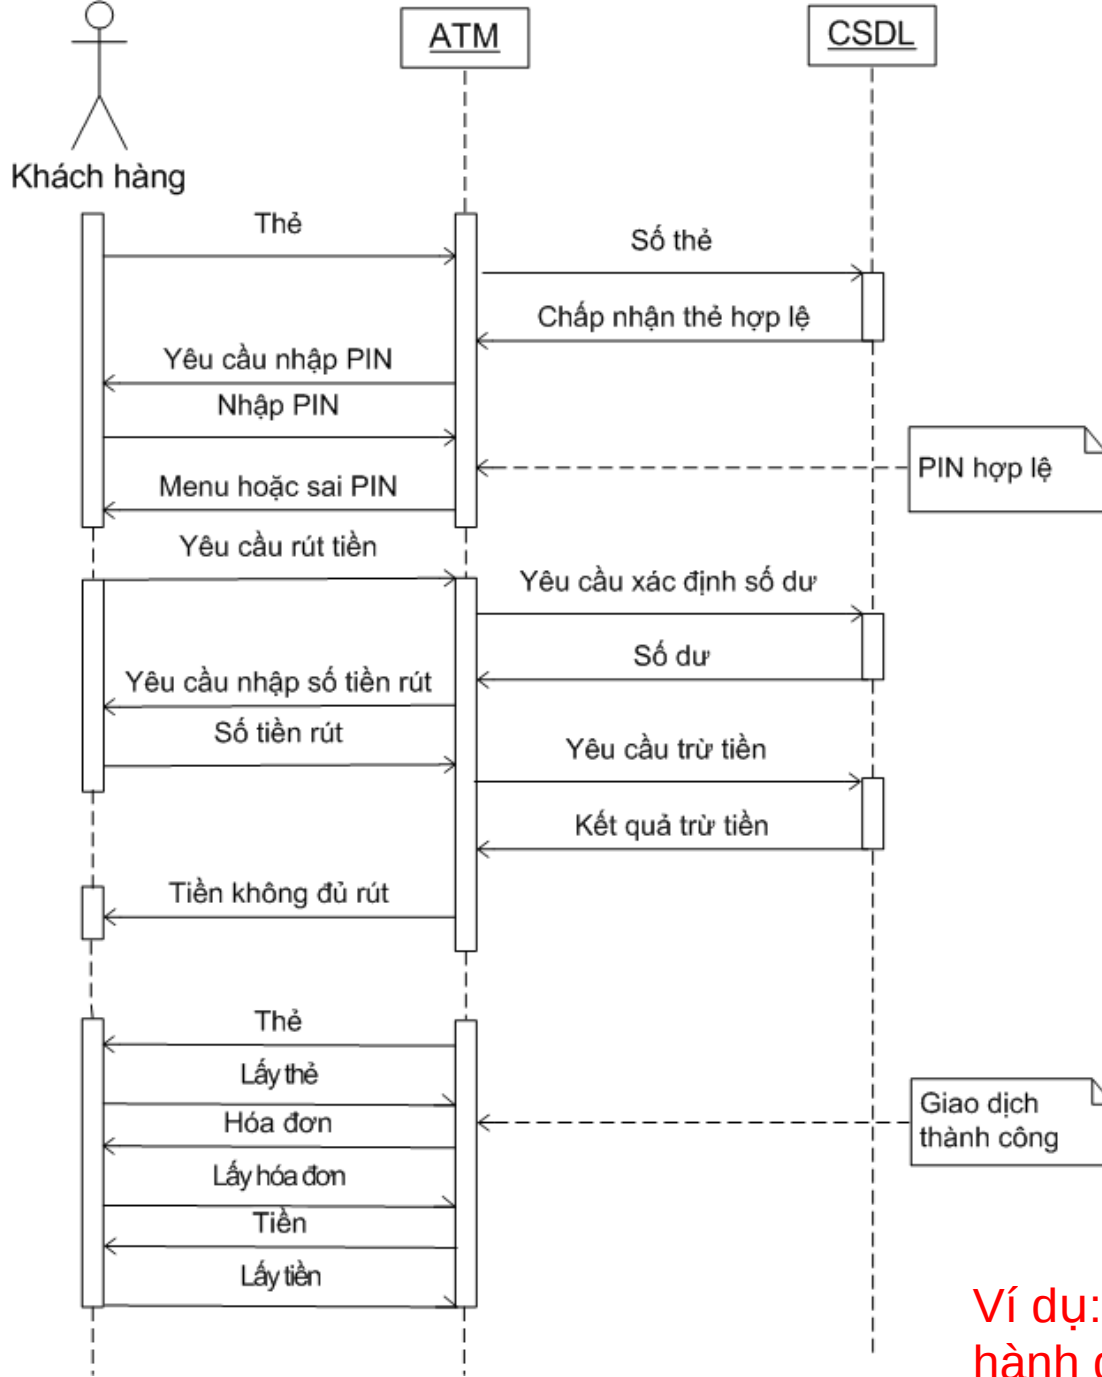 ATM
CSDL
Khách hàng
Thẻ
Số thẻ
Chấp nhận thẻ hợp lệ
Yêu cầu nhập PIN
Nhập PIN
PIN hợp lệ
Menu hoặc sai PIN
Yêu cầu rút tiền
Yêu cầu xác định số dư
Số dư
Yêu cầu nhập số tiền rút
Số tiền rút
Yêu cầu trừ tiền
Kết quả trừ tiền
Tiền không đủ rút
Thẻ
Lấy thẻ
Giao dịch
thành công
Hóa đơn
Lấy hóa đơn
Tiền
Lấy tiền
Ví dụ:
hành